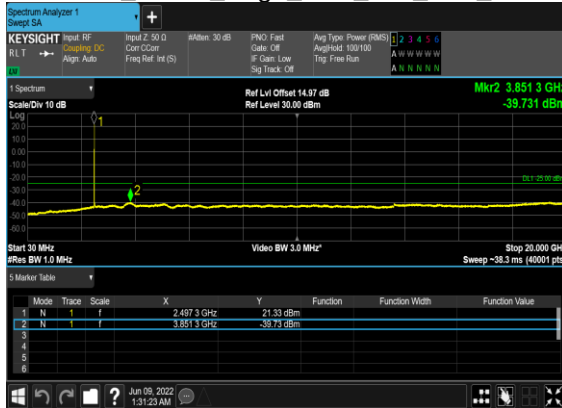 Spectrum Analyzer 1
Swept SA
+
KEYSIGHT Input: RF Input Z: 50 Ω #Atten: 30 dB PNO: Fast Avg Type: Power (RMS) 1 2 3 4 5 6
RLT Coupling: DC Corr CCorr Gate: Off Avg|Hold: 100/100 A W W W W W
Align: Auto Freq Ref: Int (S) IF Gain: Low Trig: Free Run
LU Sig Track: Off A N N N N N
1 Spectrum Ref Lvl Offset 14.97 dB Mkr2 3.851 3 GHz
Scale/Div 10 dB Ref Level 30.00 dBm -39.731 dBm
Log
20.0
10.0
0.00
-10.0
-20.0
-30.0
-40.0
-50.0
-60.0
1
2
DL1 -25.00 dBm
Start 30 MHz Video BW 3.0 MHz* Stop 20.000 GH
#Res BW 1.0 MHz Sweep ~38.3 ms (40001 pts
5 Marker Table
Mode Trace Scale X Y Function Function Width Function Value
1 N 1 f 2.497 3 GHz 21.33 dBm
2 N 1 f 3.851 3 GHz -39.73 dBm
3
4
5
6
? Jun 09, 2022
1:31:23 AM